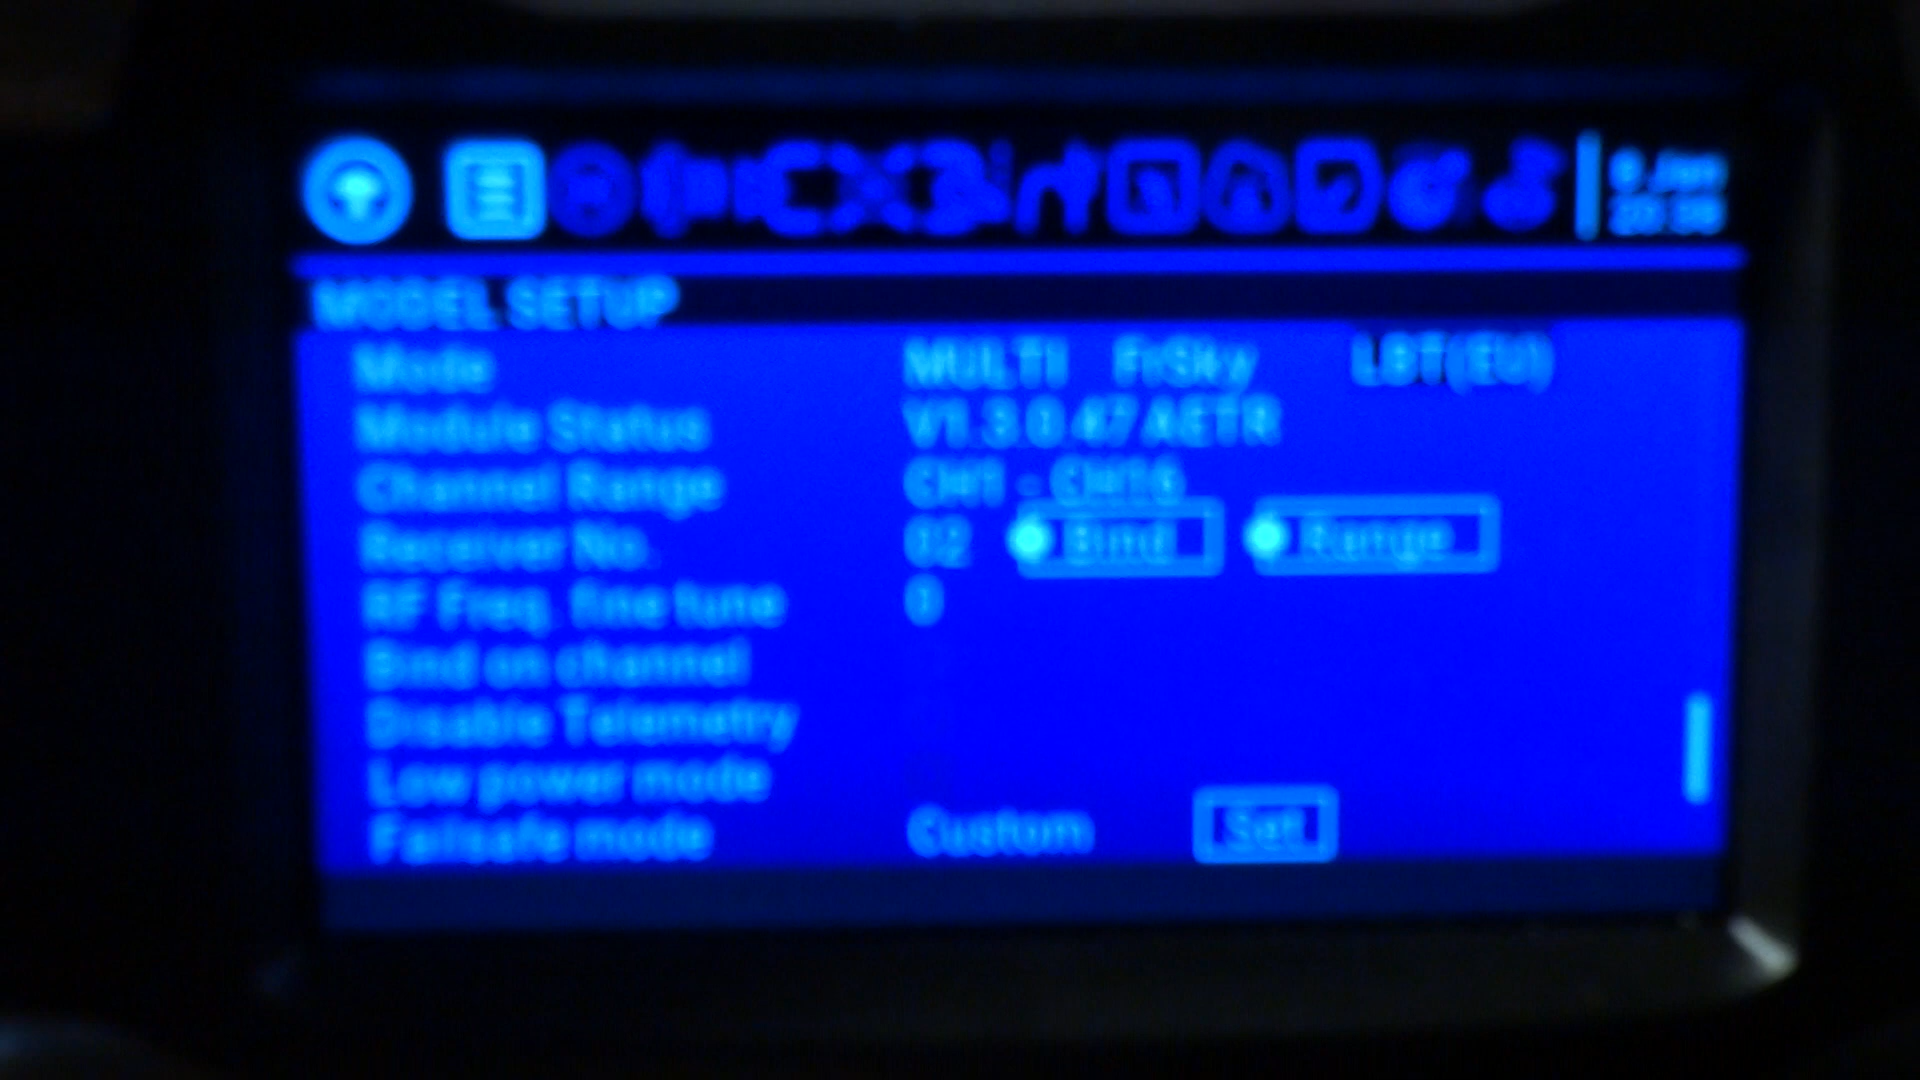 MODEL SETUP
Mode MULTI FrSky LBT(EU)
Module Status V1.3.0.47 AETR
Channel Range CH1 - CH16
Receiver No. 02 Bind Range
RF Freq. fine tune 0
Bind on channel
Disable Telemetry
Low power mode
Failsafe mode Custom Set